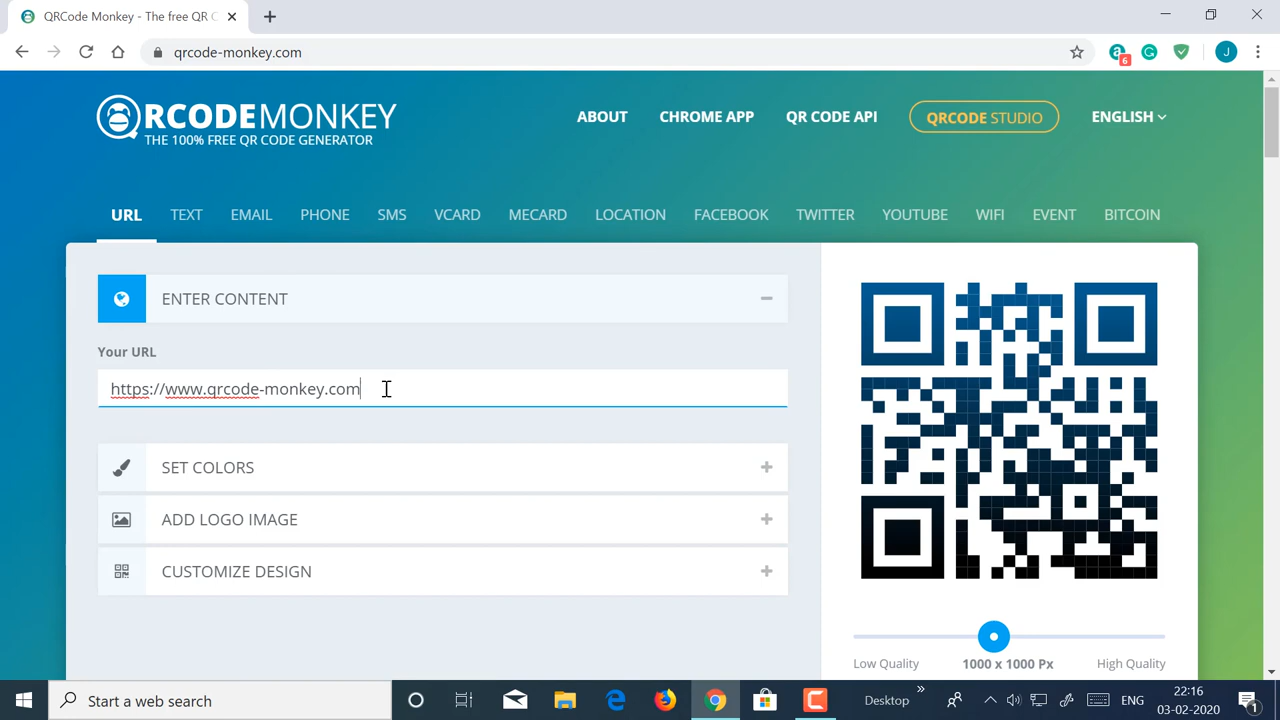 QRCode Monkey - The free QR C
qrcode-monkey.com
6
J
RCODEMONKEY
THE 100% FREE QR CODE GENERATOR
ABOUT
CHROME APP
QR CODE API
QRCODE STUDIO
ENGLISH
URL
TEXT
EMAIL
PHONE
SMS
VCARD
MECARD
LOCATION
FACEBOOK
TWITTER
YOUTUBE
WIFI
EVENT
BITCOIN
ENTER CONTENT
Your URL
https://www.qrcode-monkey.com
SET COLORS
ADD LOGO IMAGE
CUSTOMIZE DESIGN
Low Quality
1000 x 1000 Px
High Quality
Start a web search
Desktop
ENG
22:16
03-02-2020
1